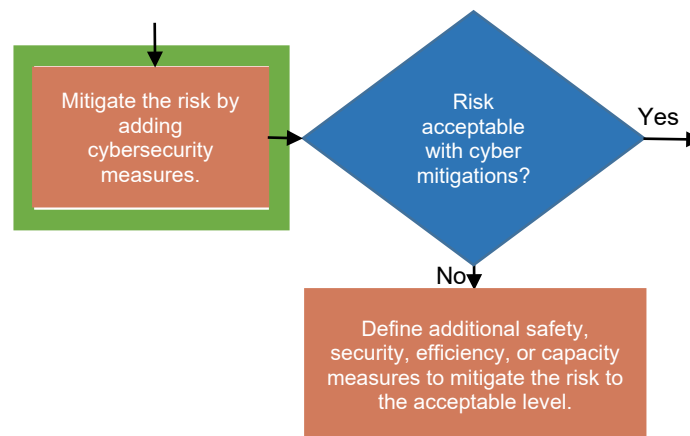 Mitigate the risk by
adding
cybersecurity
measures.
Risk
acceptable
with cyber
mitigations?
Yes
No
Define additional safety,
security, efficiency, or capacity
measures to mitigate the risk to
the acceptable level.